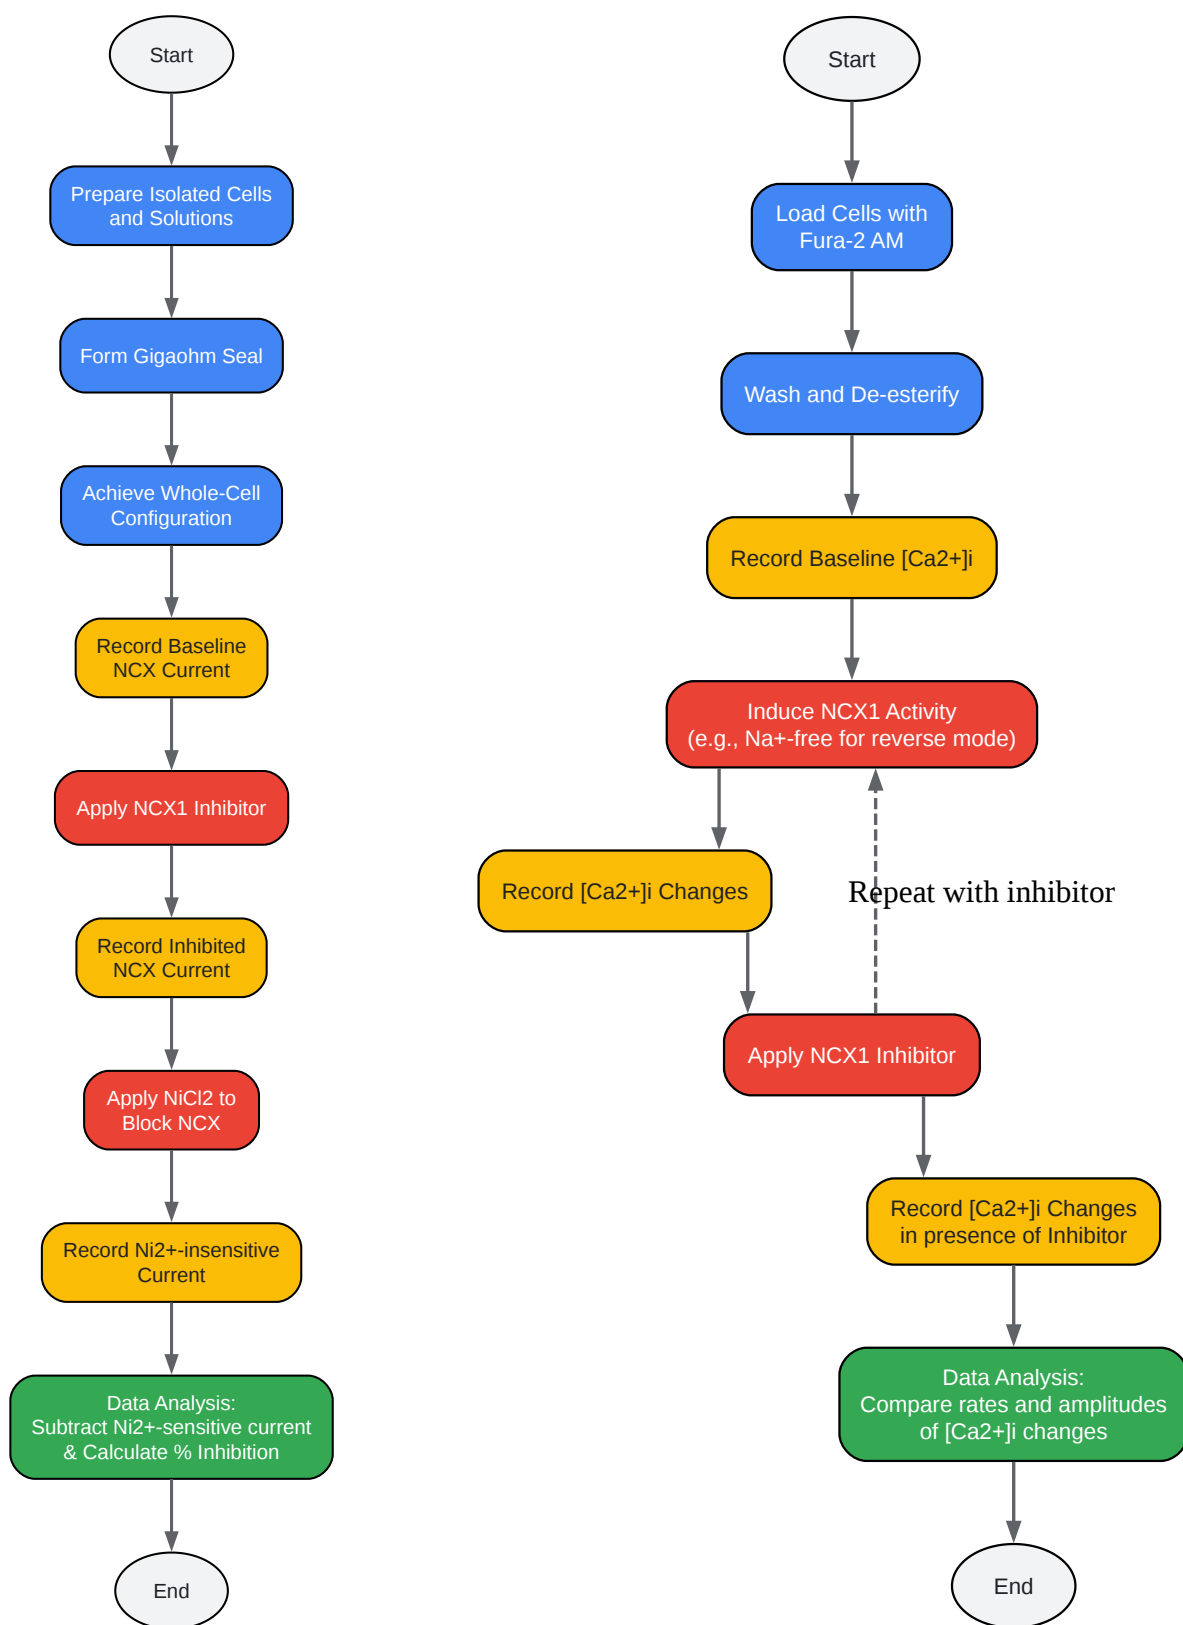 Start
Prepare Isolated Cells
and Solutions
Form Gigaohm Seal
Achieve Whole-Cell
Configuration
Record Baseline
NCX Current
Apply NCX1 Inhibitor
Record Inhibited
NCX Current
Apply NiCl2 to
Block NCX
Record Ni2+-insensitive
Current
Data Analysis:
Subtract Ni2+-sensitive current
& Calculate % Inhibition
End
Start
Load Cells with
Fura-2 AM
Wash and De-esterify
Record Baseline [Ca2+]i
Induce NCX1 Activity
(e.g., Na+-free for reverse mode)
Record [Ca2+]i Changes
Repeat with inhibitor
Apply NCX1 Inhibitor
Record [Ca2+]i Changes
in presence of Inhibitor
Data Analysis:
Compare rates and amplitudes
of [Ca2+]i changes
End